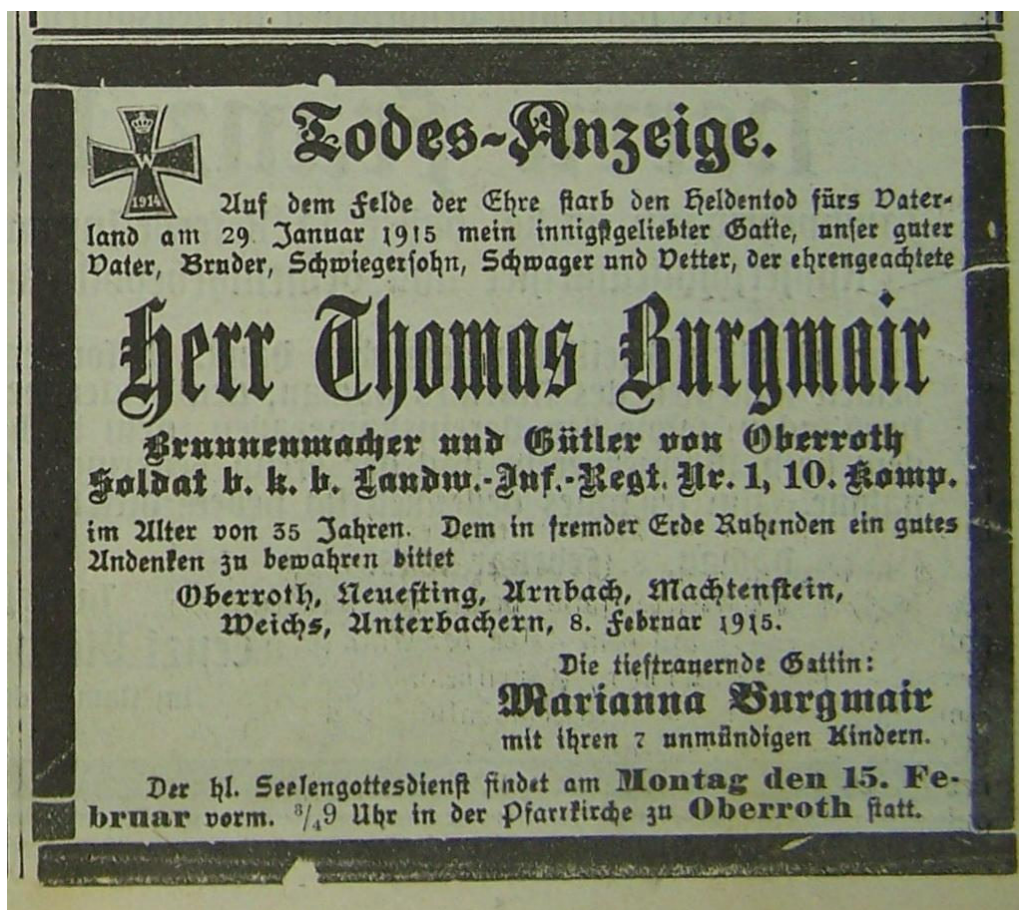 Todes-Anzeige.
W
1914
Auf dem Felde der Ehre starb den Heldentod fürs Vater-
land am 29. Januar 1915 mein innigstgeliebter Gatte, unser guter
Vater, Bruder, Schwiegersohn, Schwager und Vetter, der ehrengeachtete
Herr Thomas Burgmair
Brunnenmacher und Gütler von Oberroth
Soldat b. k. b. Landw.-Inf.-Regt. Nr. 1, 10. Komp.
im Alter von 35 Jahren. Dem in fremder Erde Ruhenden ein gutes
Andenken zu bewahren bittet
Oberroth, Neuesting, Arnbach, Machtenstein,
Weichs, Unterbachern, 8. Februar 1915.
Die tieftrauernde Gattin:
Marianna Burgmair
mit ihren 7 unmündigen Kindern.
Der hl. Seelengottesdienst findet am Montag den 15. Fe-
bruar vorm. 3/4 9 Uhr in der Pfarrkirche zu Oberroth statt.